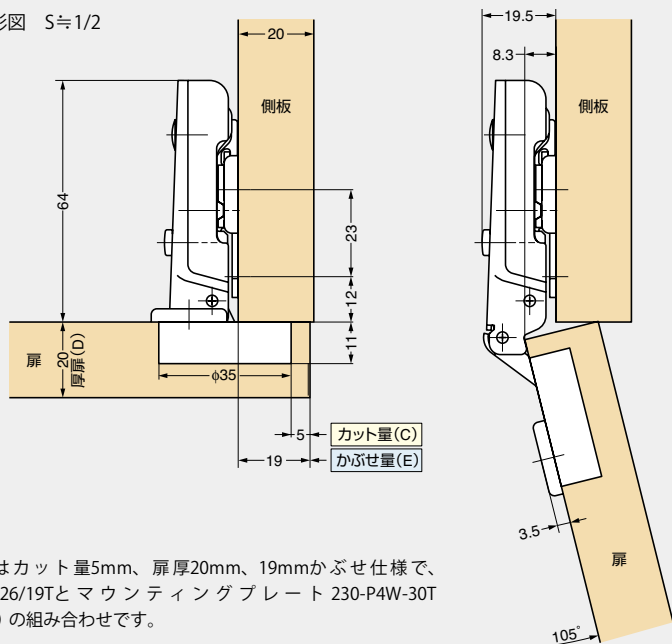 形図 S≒1/2
20
側板
64
23
12
扉
20
厚扉(D)
11
φ35
5
カット量(C)
19
かぶせ量(E)
19.5
8.3
側板
3.5
扉
105°
はカット量5mm、扉厚20mm、19mmかぶせ仕様で、
26/19Tとマウンティングプレート230-P4W-30T
)の組み合わせです。